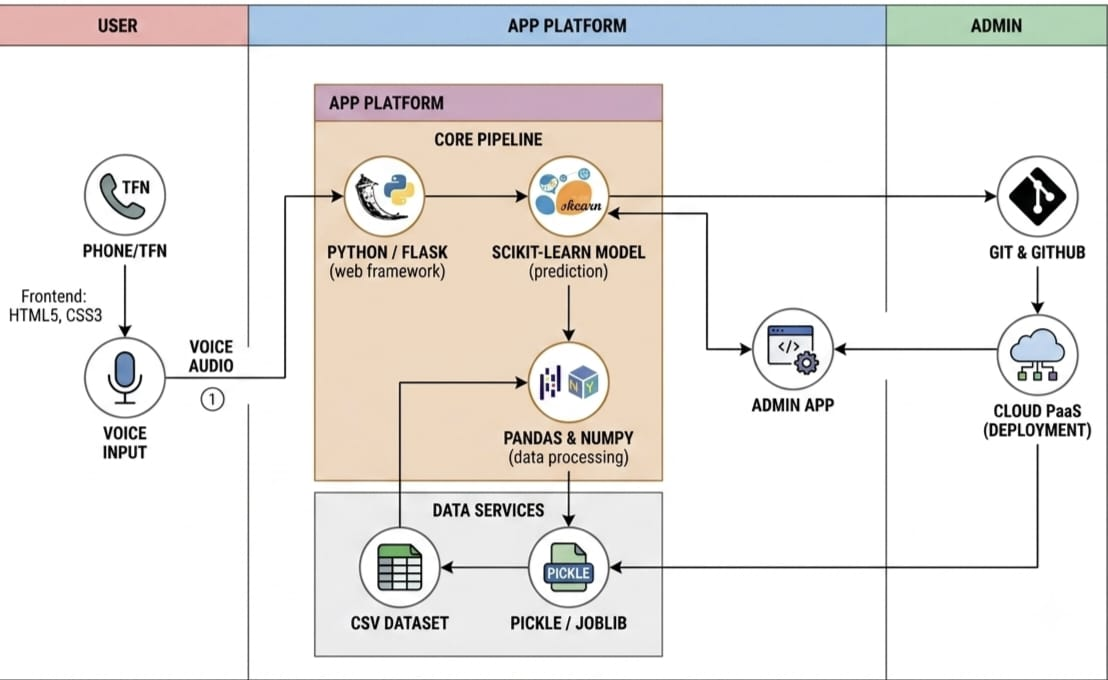 USER
APP PLATFORM
ADMIN
APP PLATFORM
CORE PIPELINE
TFN
PHONE/TFN
Frontend:
HTML5, CSS3
VOICE
AUDIO
1
VOICE
INPUT
PYTHON / FLASK
(web framework)
skearn
SCIKIT-LEARN MODEL
(prediction)
N Y
PANDAS & NUMPY
(data processing)
</>
ADMIN APP
GIT & GITHUB
CLOUD PaaS
(DEPLOYMENT)
DATA SERVICES
CSV DATASET
PICKLE
PICKLE / JOBLIB